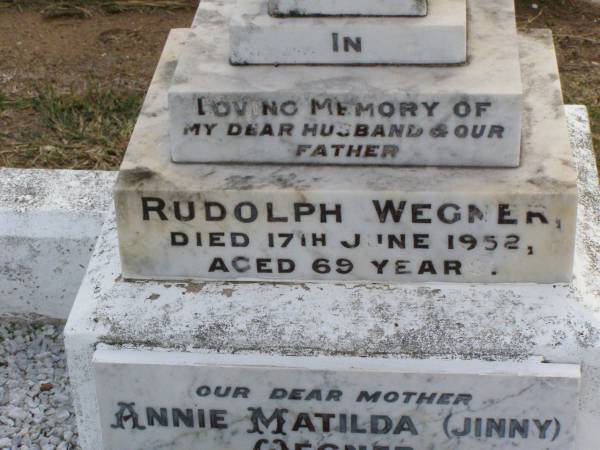 IN
LOVING MEMORY OF
MY DEAR HUSBAND & OUR
FATHER
RUDOLPH WEGNER,
DIED 17TH JUNE 1952,
AGED 69 YEARS.
OUR DEAR MOTHER
ANNIE MATILDA (JINNY)
WEGNER